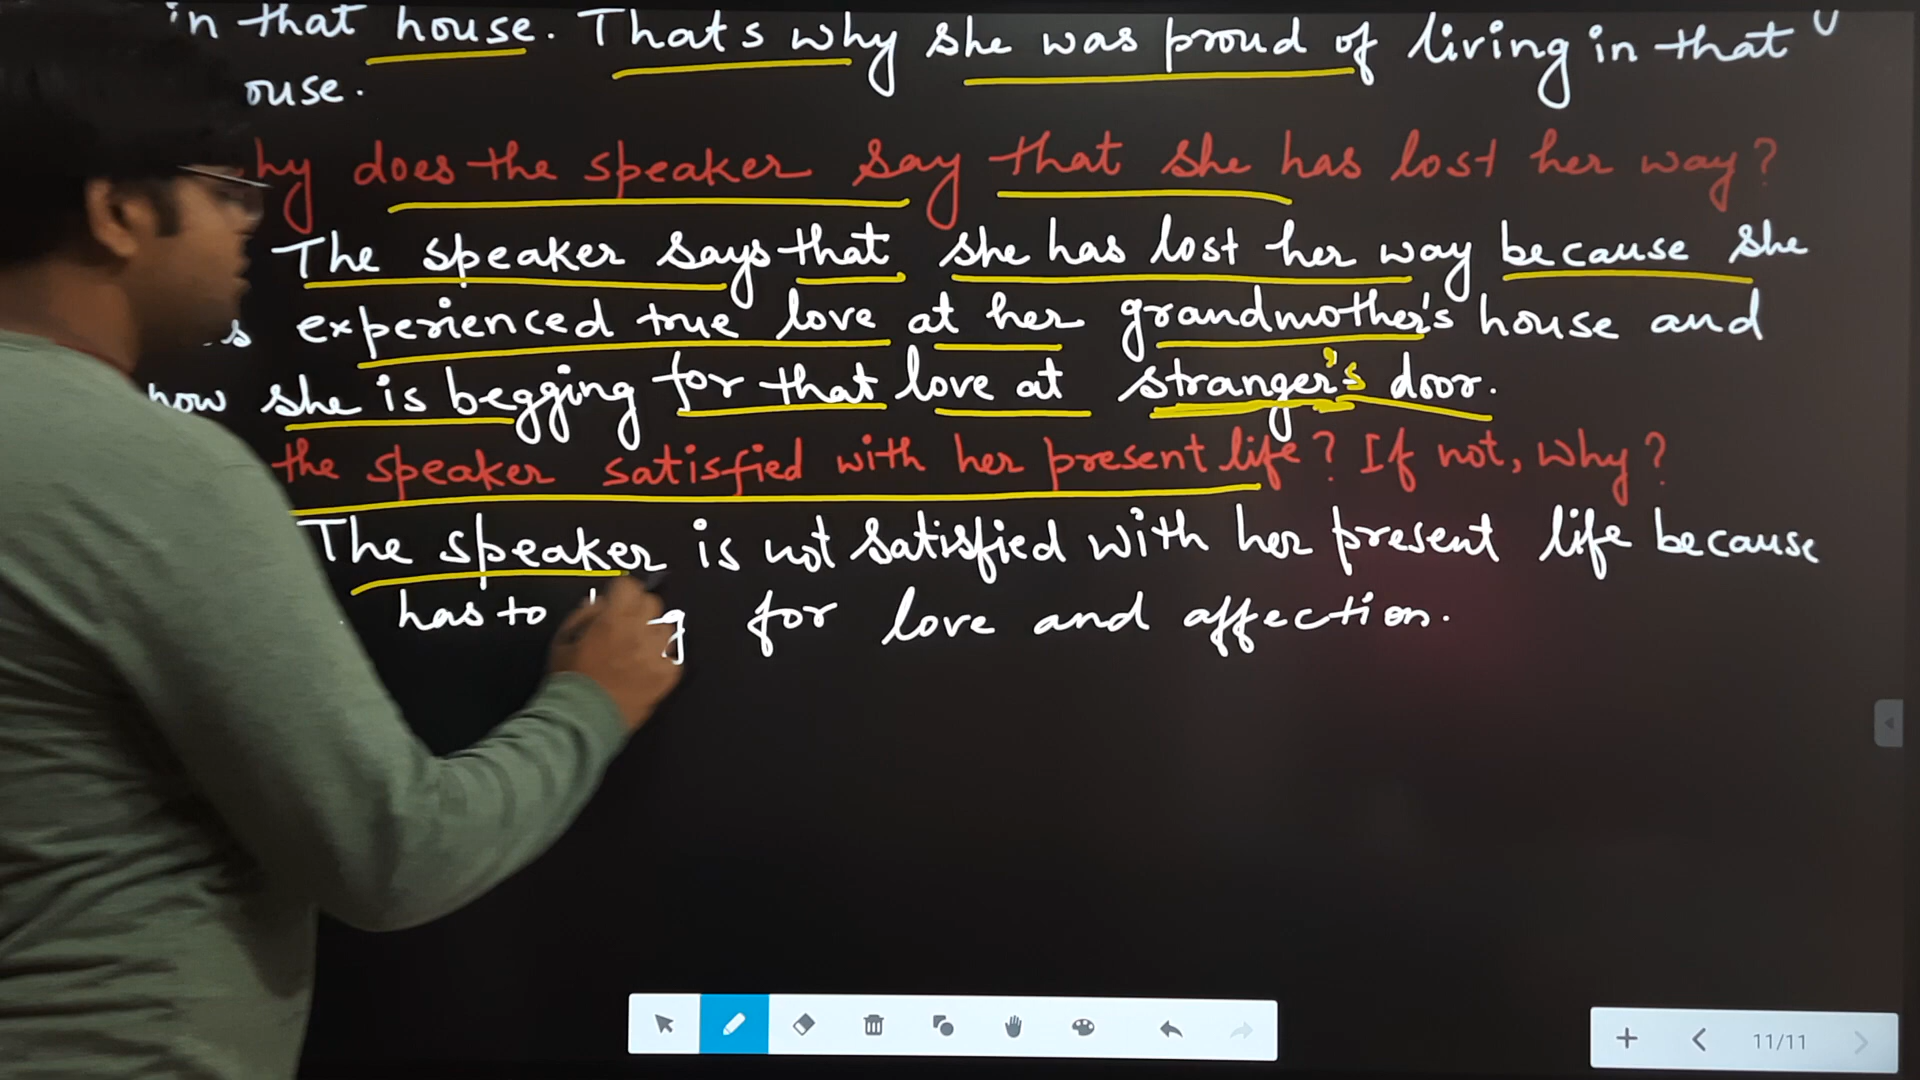 in that house. Thats why she was proud of living in that
ouse.
hy does the speaker say that she has lost her way?
The speaker says that she has lost her way because she
s experienced true love at her grandmother's house and
now she is begging for that love at stranger's door.
the speaker satisfied with her present life? If not, why?
The speaker is not satisfied with her present life because
has to for love and affection.
11/11